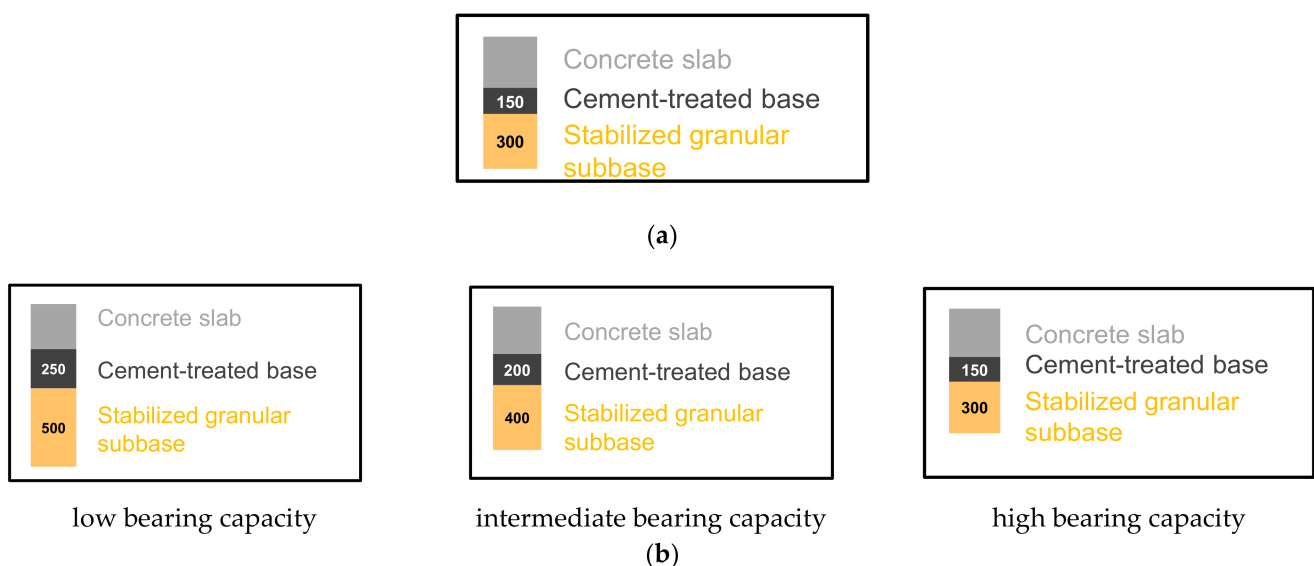 Concrete slab
150 Cement-treated base
300 Stabilized granular
subbase
(a)
Concrete slab
250 Cement-treated base
500 Stabilized granular
subbase
low bearing capacity
Concrete slab
200 Cement-treated base
400 Stabilized granular
subbase
intermediate bearing capacity
Concrete slab
150 Cement-treated base
300 Stabilized granular
subbase
high bearing capacity
(b)